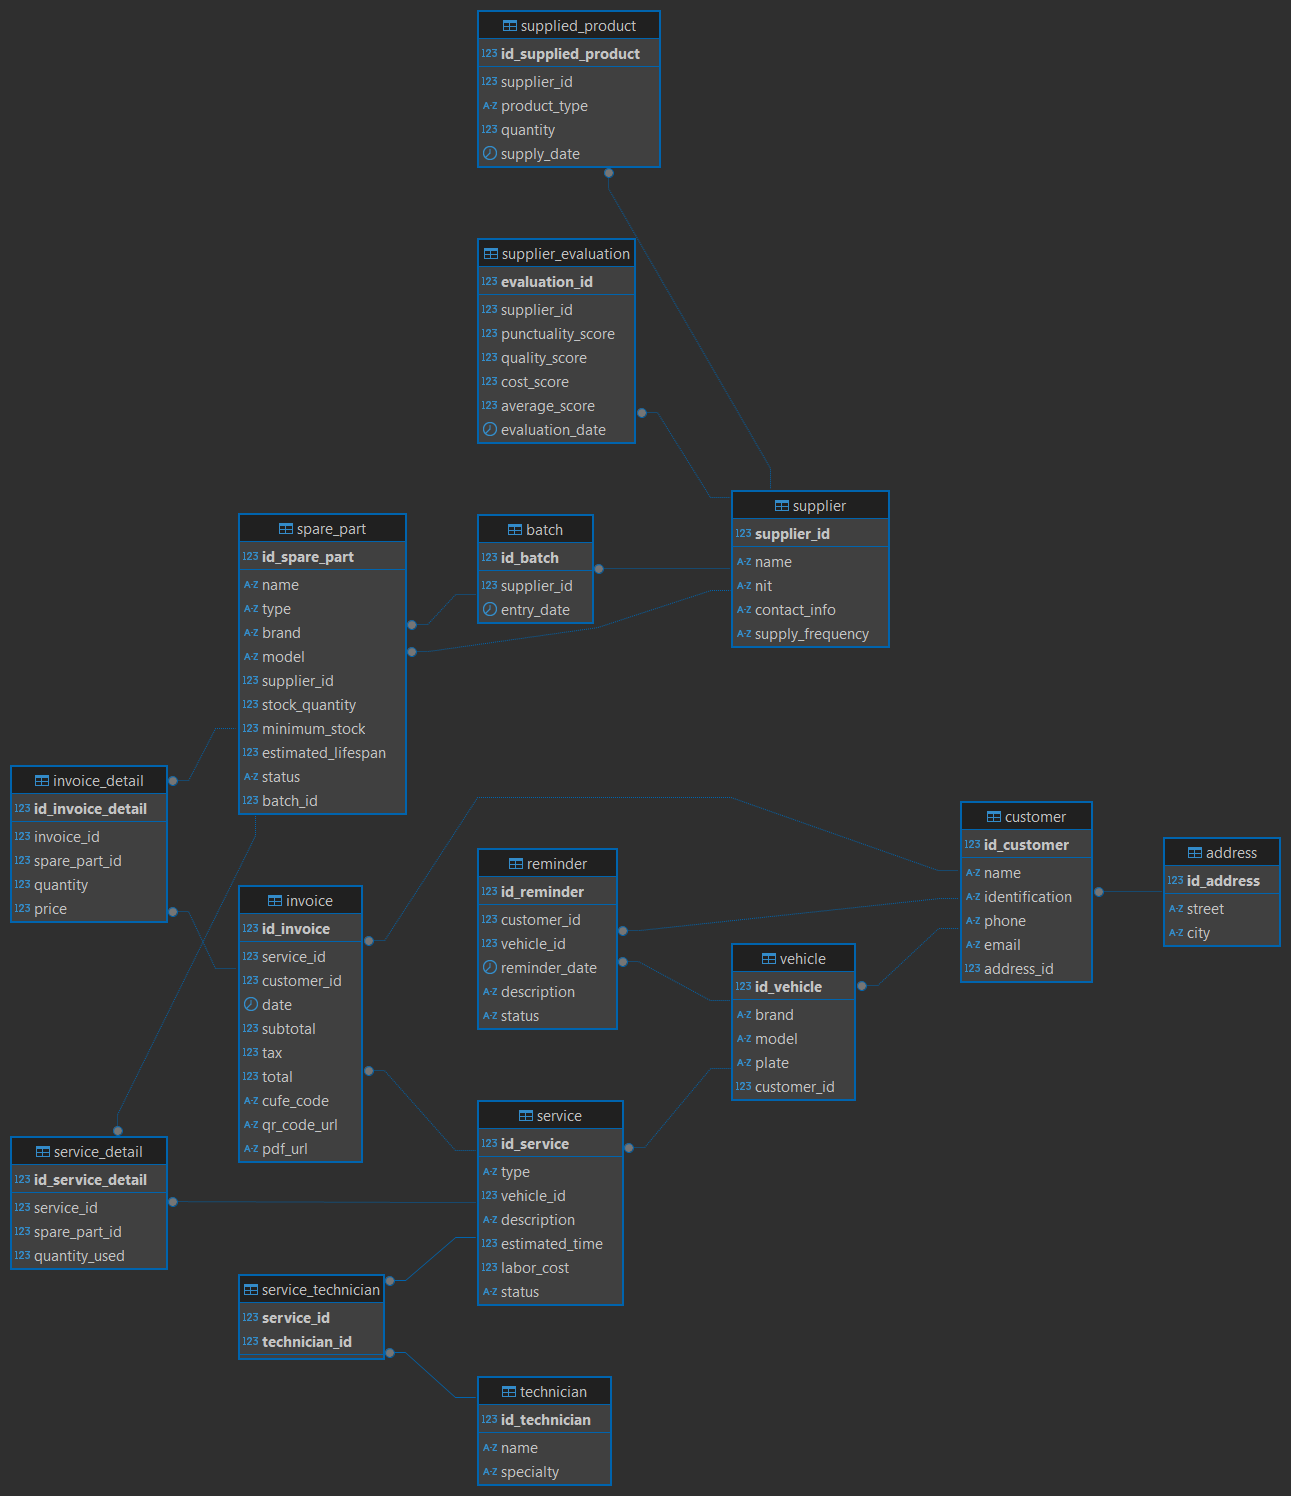 supplied_product
123 id_supplied_product
123 supplier_id
A-Z product_type
123 quantity
supply_date
supplier_evaluation
123 evaluation_id
123 supplier_id
123 punctuality_score
123 quality_score
123 cost_score
123 average_score
evaluation_date
supplier
123 supplier_id
A-Z name
A-Z nit
A-Z contact_info
A-Z supply_frequency
batch
123 id_batch
123 supplier_id
entry_date
spare_part
123 id_spare_part
A-Z name
A-Z type
A-Z brand
A-Z model
123 supplier_id
123 stock_quantity
123 minimum_stock
123 estimated_lifespan
A-Z status
123 batch_id
invoice_detail
123 id_invoice_detail
123 invoice_id
123 spare_part_id
123 quantity
123 price
invoice
123 id_invoice
123 service_id
123 customer_id
date
123 subtotal
123 tax
123 total
A-Z cufe_code
A-Z qr_code_url
A-Z pdf_url
reminder
123 id_reminder
123 customer_id
123 vehicle_id
reminder_date
A-Z description
A-Z status
customer
123 id_customer
A-Z name
A-Z identification
A-Z phone
A-Z email
123 address_id
address
123 id_address
A-Z street
A-Z city
vehicle
123 id_vehicle
A-Z brand
A-Z model
A-Z plate
123 customer_id
service
123 id_service
A-Z type
123 vehicle_id
A-Z description
123 estimated_time
123 labor_cost
A-Z status
service_detail
123 id_service_detail
123 service_id
123 spare_part_id
123 quantity_used
service_technician
123 service_id
123 technician_id
technician
123 id_technician
A-Z name
A-Z specialty